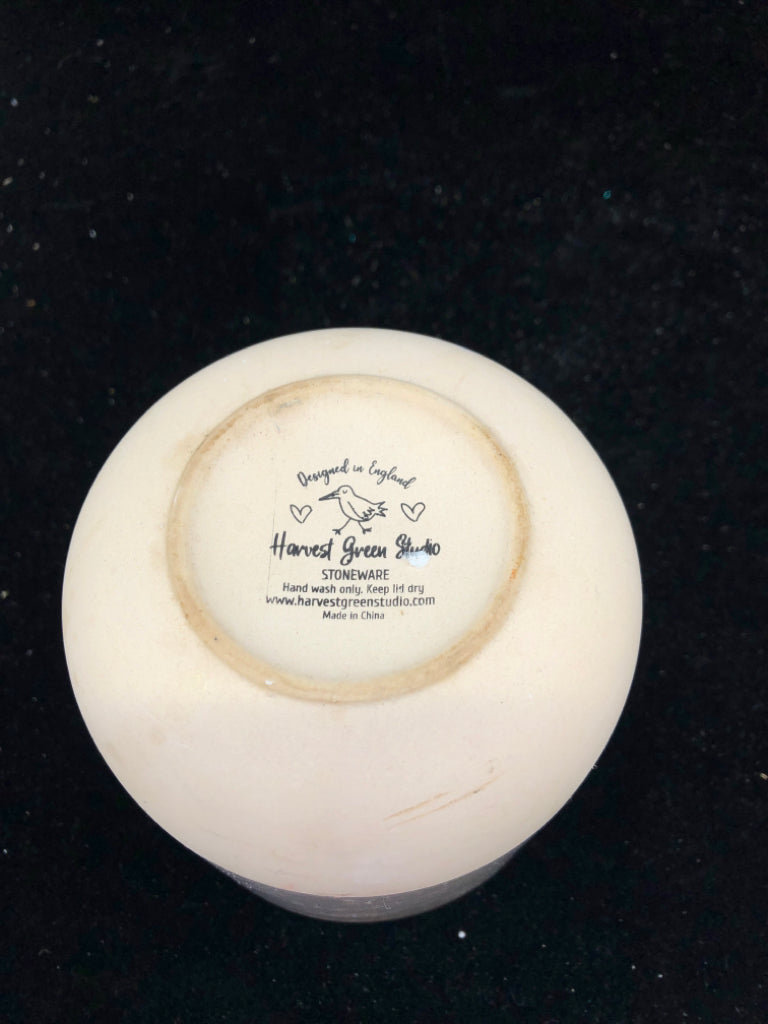 Designed in England
Harvest Green Studio
STONEWARE
Hand wash only. Keep lid dry
www.harvestgreenstudio.com
Made in China